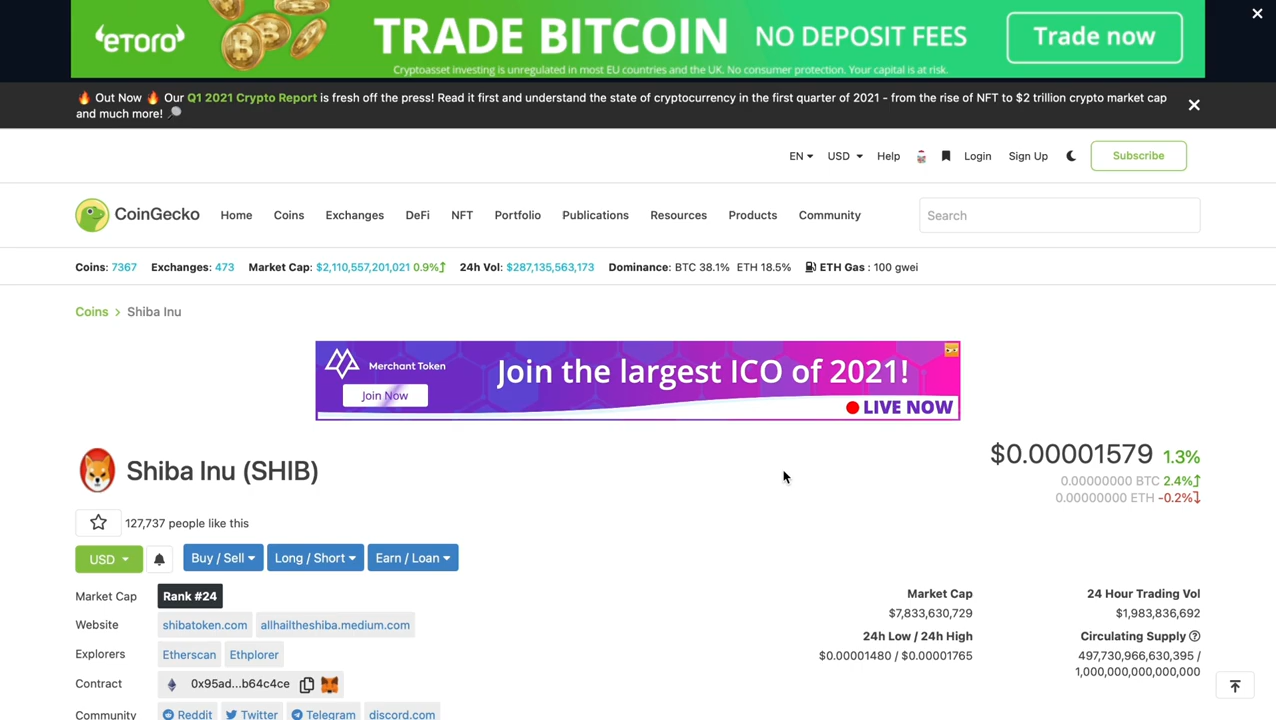 eTORO
TRADE BITCOIN NO DEPOSIT FEES
Trade now
Cryptoasset investing is unregulated in most EU countries and the UK. No consumer protection. Your capital is at risk.
🔥 Out Now 🔥 Our Q1 2021 Crypto Report is fresh off the press! Read it first and understand the state of cryptocurrency in the first quarter of 2021 - from the rise of NFT to $2 trillion crypto market cap
and much more! 🔎
EN USD Help Login Sign Up Subscribe
CoinGecko Home Coins Exchanges DeFi NFT Portfolio Publications Resources Products Community Search
Coins: 7367 Exchanges: 473 Market Cap: $2,110,557,201,021 0.9% 24h Vol: $287,135,563,173 Dominance: BTC 38.1% ETH 18.5% ETH Gas : 100 gwei
Coins > Shiba Inu
Merchant Token
Join Now
Join the largest ICO of 2021!
LIVE NOW
Shiba Inu (SHIB)
$0.00001579 1.3%
0.00000000 BTC 2.4%
0.00000000 ETH -0.2%
127,737 people like this
USD Buy / Sell Long / Short Earn / Loan
Market Cap Rank #24
Website shibatoken.com allhailtheshiba.medium.com
Explorers Etherscan Ethplorer
Contract 0x95ad...b64c4ce
Community Reddit Twitter Telegram discord.com
Market Cap
$7,833,630,729
24 Hour Trading Vol
$1,983,836,692
24h Low / 24h High
$0.00001480 / $0.00001765
Circulating Supply
497,730,966,630,395 /
1,000,000,000,000,000